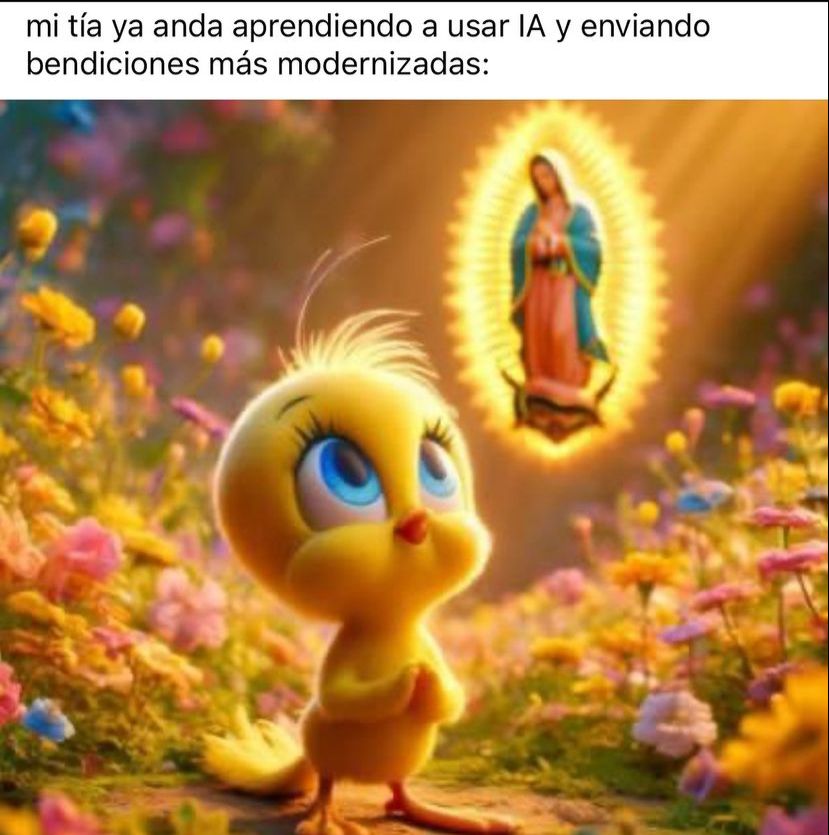 mi tía ya anda aprendiendo a usar IA y enviando
bendiciones más modernizadas: